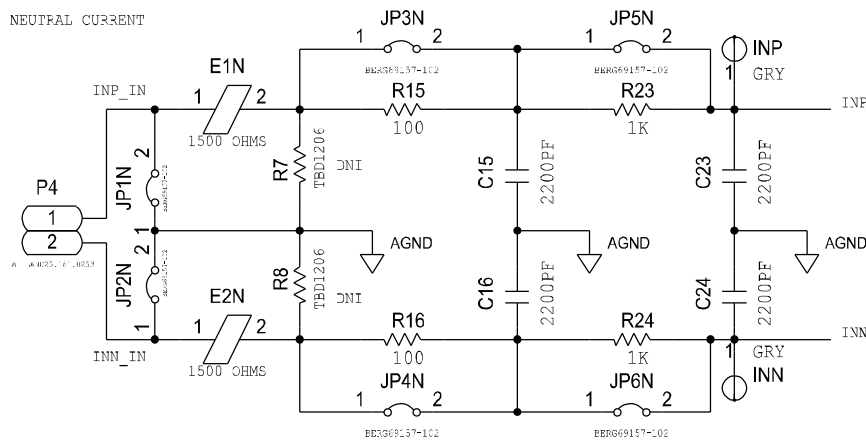 NEUTRAL CURRENT
JP3N
1 2
BERG69157-102
JP5N
1 2
BERG69157-102
INP
1
GRY
E1N
INP_IN
1 2
1500 OHMS
R15
100
R23
1K
INP
P4
1
2
2
JP1N
1
BERG69157-102
R7
TBD1206
DNI
C15
2200PF
C23
2200PF
AGND
AGND
AGND
2
JP2N
1
BERG69157-102
R8
TBD1206
DNI
C16
2200PF
C24
2200PF
E2N
INN_IN
1 2
1500 OHMS
R16
100
R24
1K
INN
1
GRY
INN
JP4N
1 2
BERG69157-102
JP6N
1 2
BERG69157-102